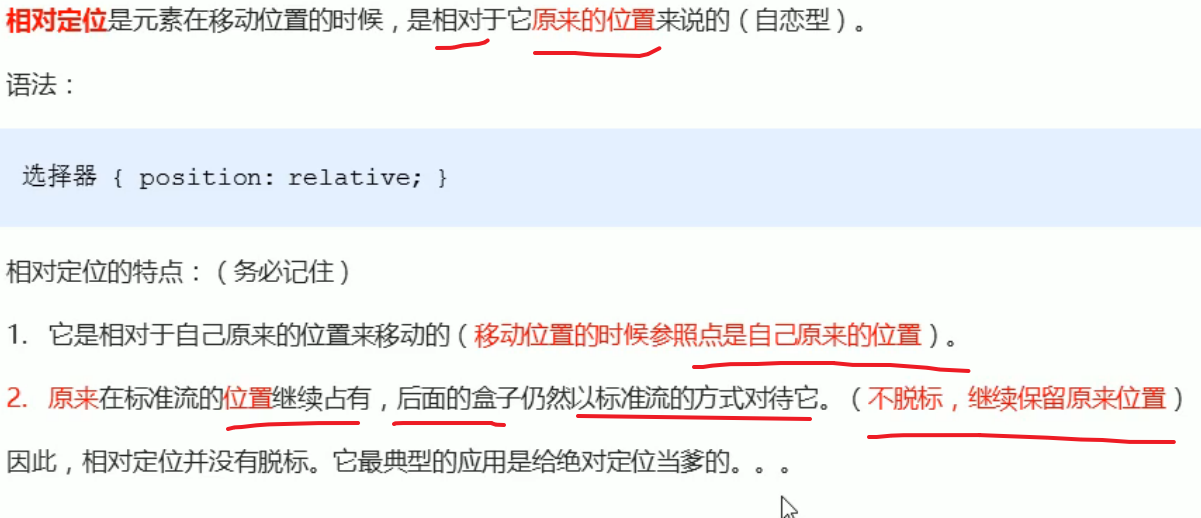 相对定位是元素在移动位置的时候，是相对于它原来的位置来说的（自恋型）。
语法：
选择器 { position: relative; }
相对定位的特点：（务必记住）
1. 它是相对于自己原来的位置来移动的（移动位置的时候参照点是自己原来的位置）。
2. 原来在标准流的位置继续占有，后面的盒子仍然以标准流的方式对待它。（不脱标，继续保留原来位置）
因此，相对定位并没有脱标。它最典型的应用是给绝对定位当爹的。。。